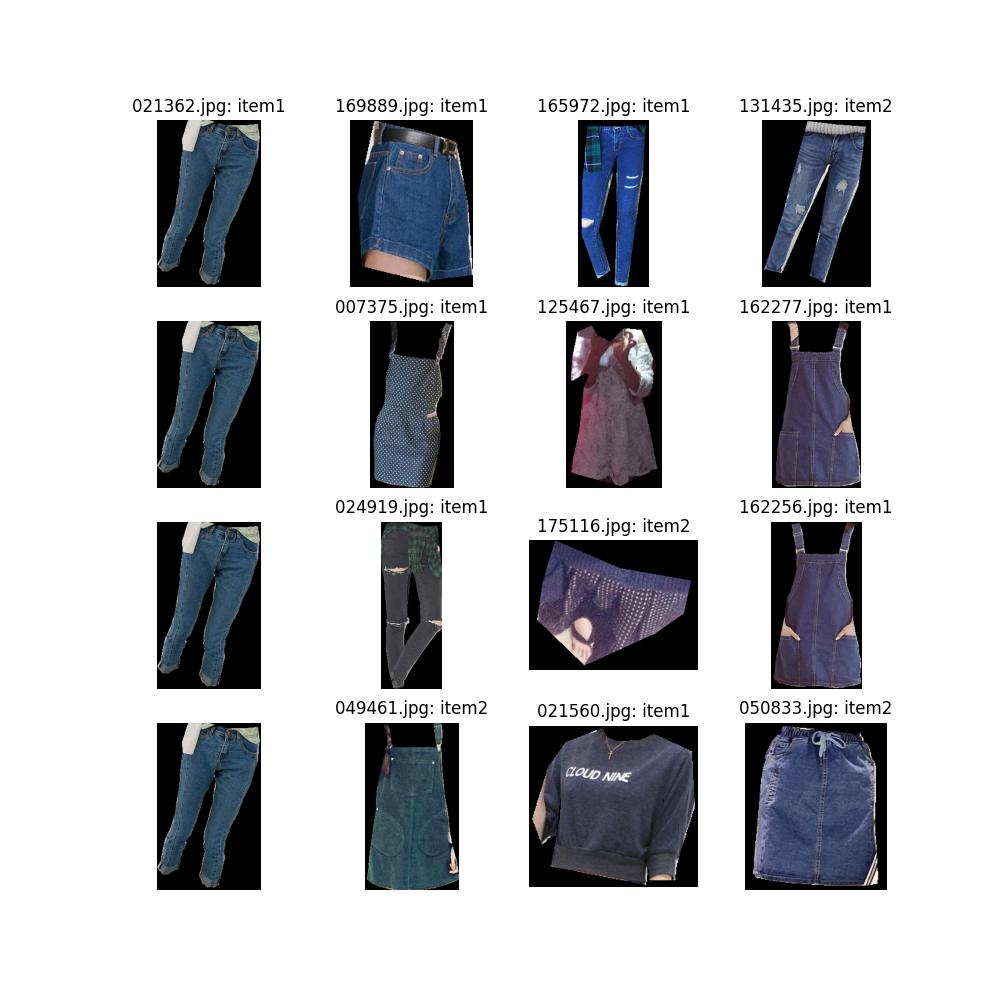 021362.jpg: item1
169889.jpg: item1
165972.jpg: item1
131435.jpg: item2
007375.jpg: item1
125467.jpg: item1
162277.jpg: item1
024919.jpg: item1
175116.jpg: item2
162256.jpg: item1
049461.jpg: item2
021560.jpg: item1
050833.jpg: item2
CLOUD NINE